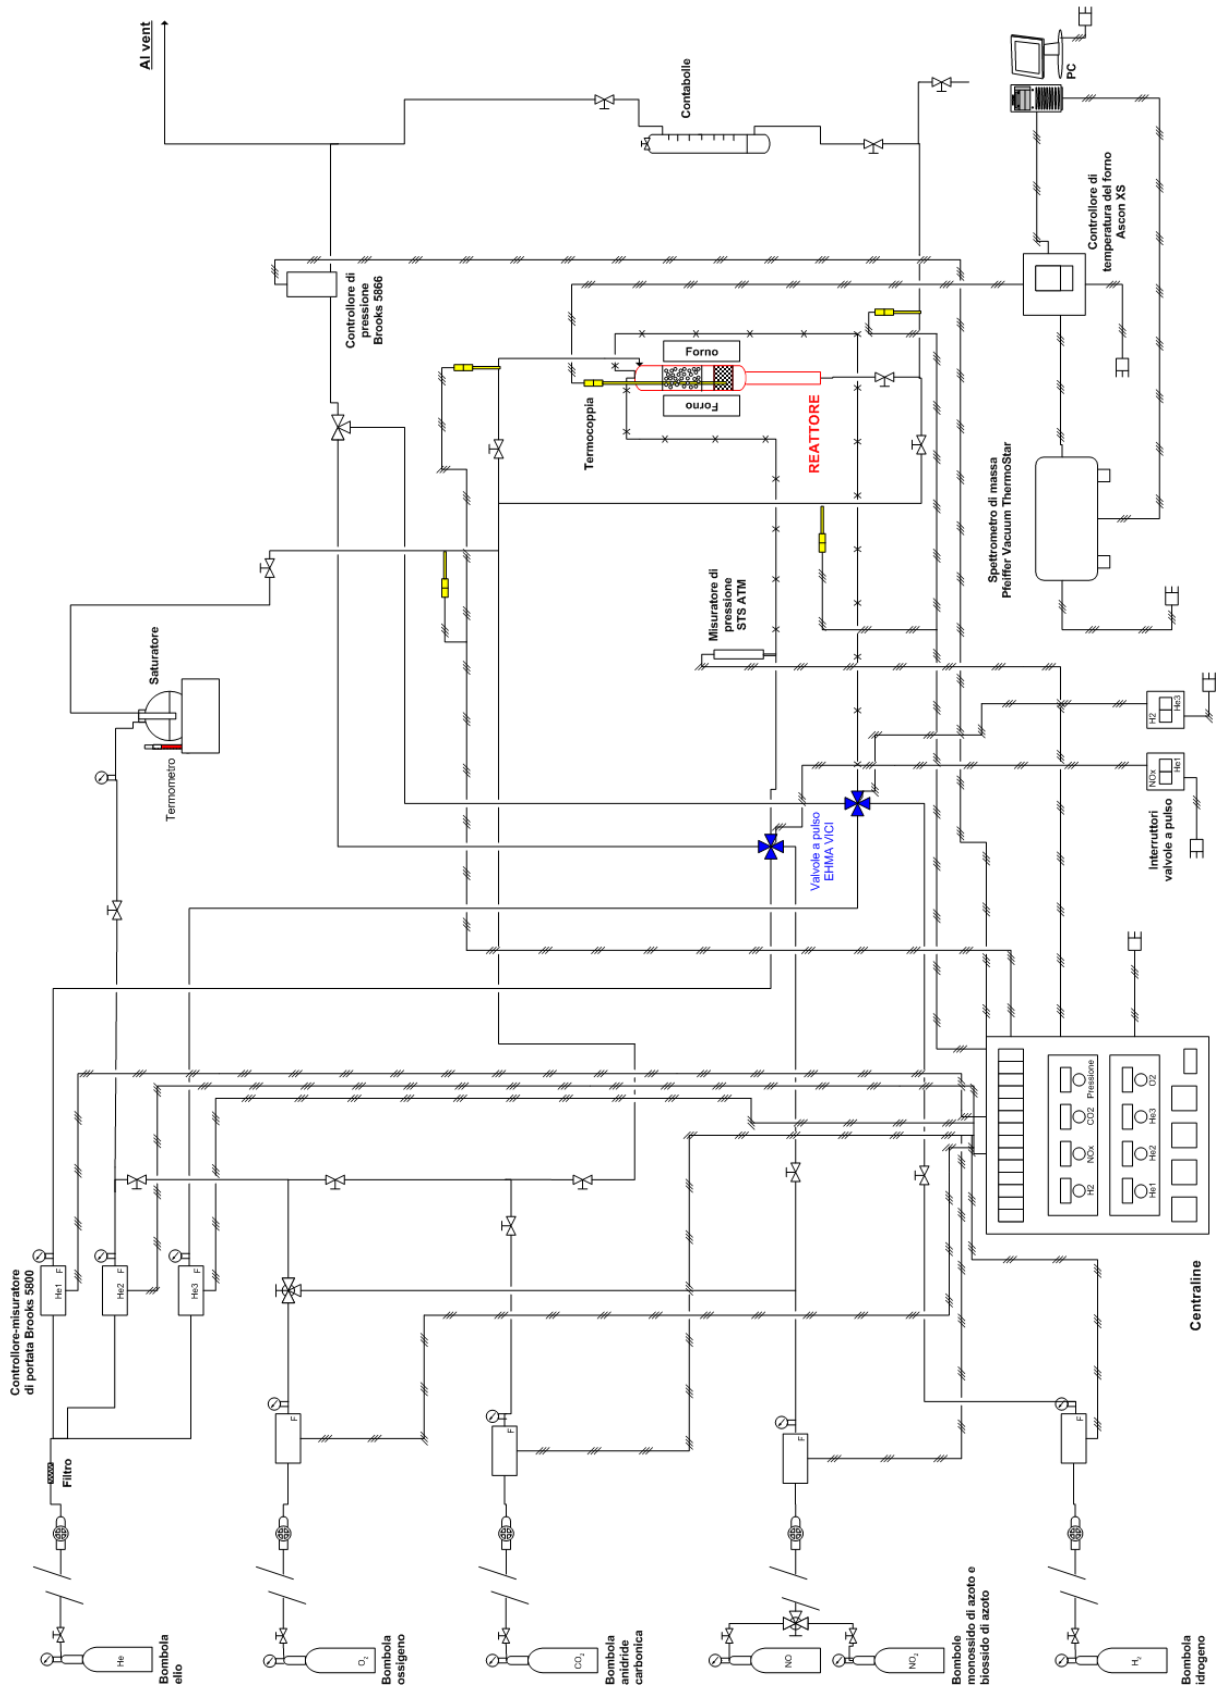 Al vent
Contabolle
PC
Controllore di
temperatura del forno
Ascon XS
Controllore di
pressione
Brooks 5866
Forno
Forno
Termocoppia
REATTORE
Spettrometro di massa
Pfeiffer Vacuum ThermoStar
Misuratore di
pressione
STS ATM
Saturatore
Termometro
Valvole a pulso
EHMA VICI
H2
He3
NOx
He1
Interruttori
valvole a pulso
Pressione
CO2
NOx
H2
O2
He3
He2
He1
Centraline
Controllore-misuratore
di portata Brooks 5800
He1
F
He2
F
He3
F
F
F
F
F
Filtro
He
Bombola
elio
O2
Bombola
ossigeno
CO2
Bombola
anidride
carbonica
NO
NO2
Bombole
monossido di azoto e
biossido di azoto
H2
Bombola
idrogeno